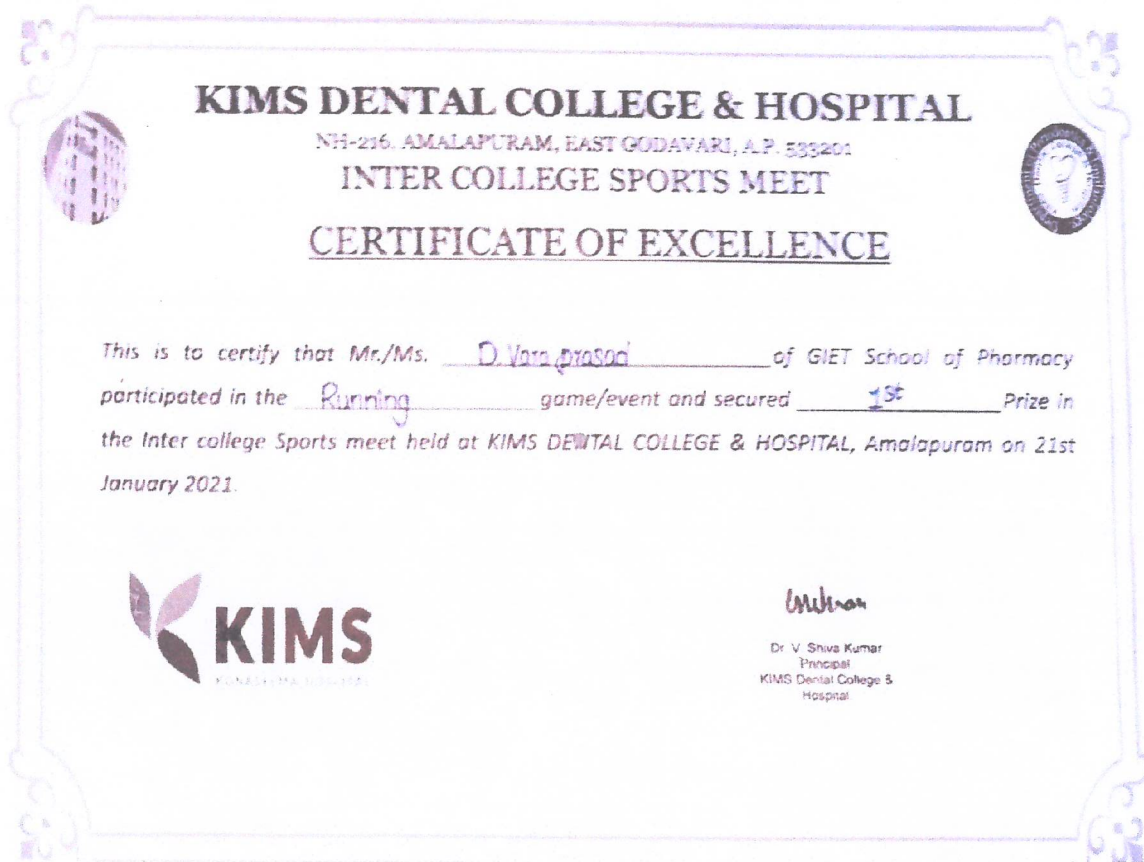 KIMS DENTAL COLLEGE & HOSPITAL
NH-216, AMALAPURAM, EAST GODAVARI, A.P. 533201
INTER COLLEGE SPORTS MEET
CERTIFICATE OF EXCELLENCE
This is to certify that Mr./Ms. D. Vara prasad of GIET School of Pharmacy
participated in the Running game/event and secured 1st Prize in
the Inter college Sports meet held at KIMS DENTAL COLLEGE & HOSPITAL, Amalapuram on 21st
January 2021.
KIMS
KONASEEMA HOSPITAL
Dr. V. Shiva Kumar
Principal
KIMS Dental College &
Hospital